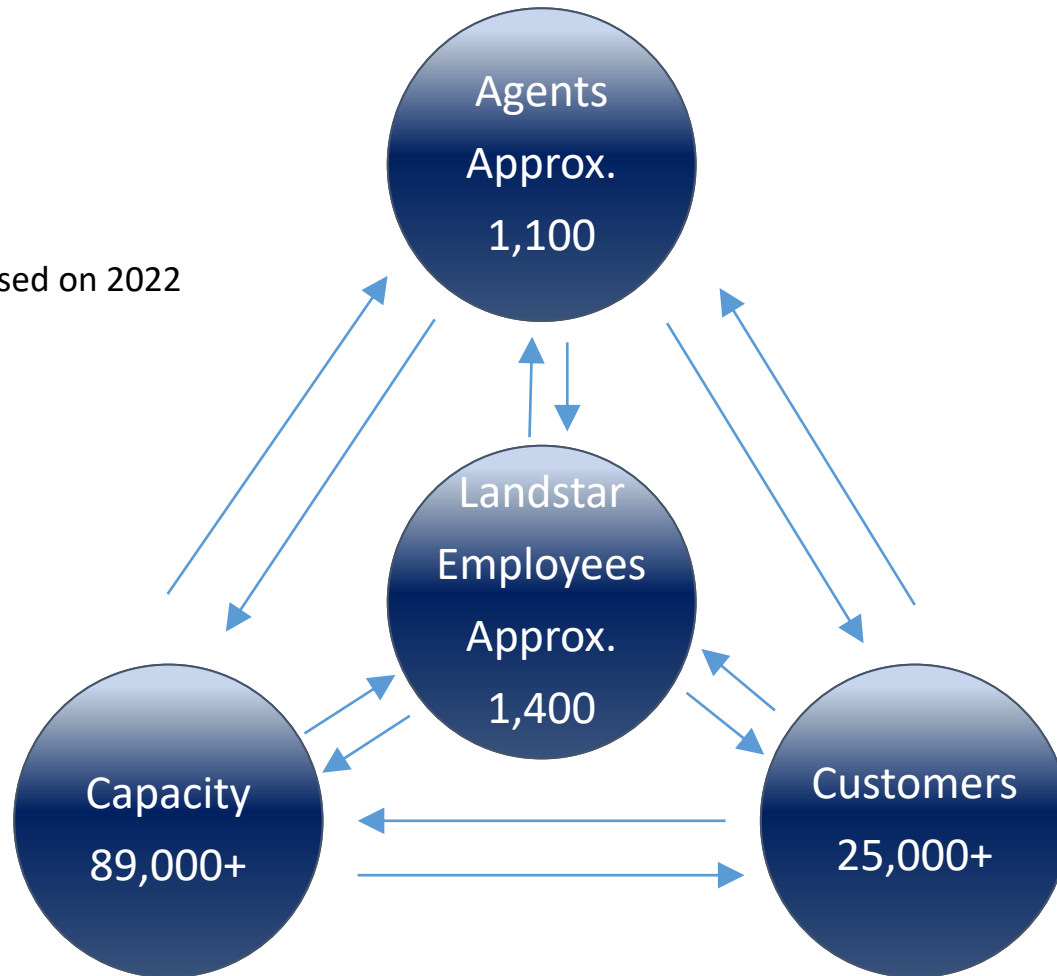 Agents
Approx.
1,100
sed on 2022
Landstar
Employees
Approx.
1,400
Capacity
89,000+
Customers
25,000+